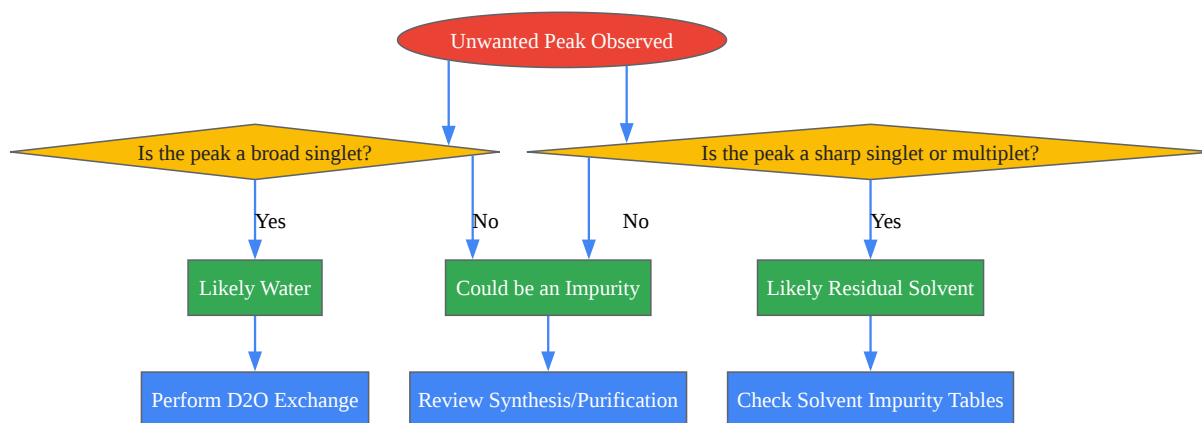 Unwanted Peak Observed
Is the peak a broad singlet?
Is the peak a sharp singlet or multiplet?
Yes
No
No
Yes
Likely Water
Could be an Impurity
Likely Residual Solvent
Perform D2O Exchange
Review Synthesis/Purification
Check Solvent Impurity Tables